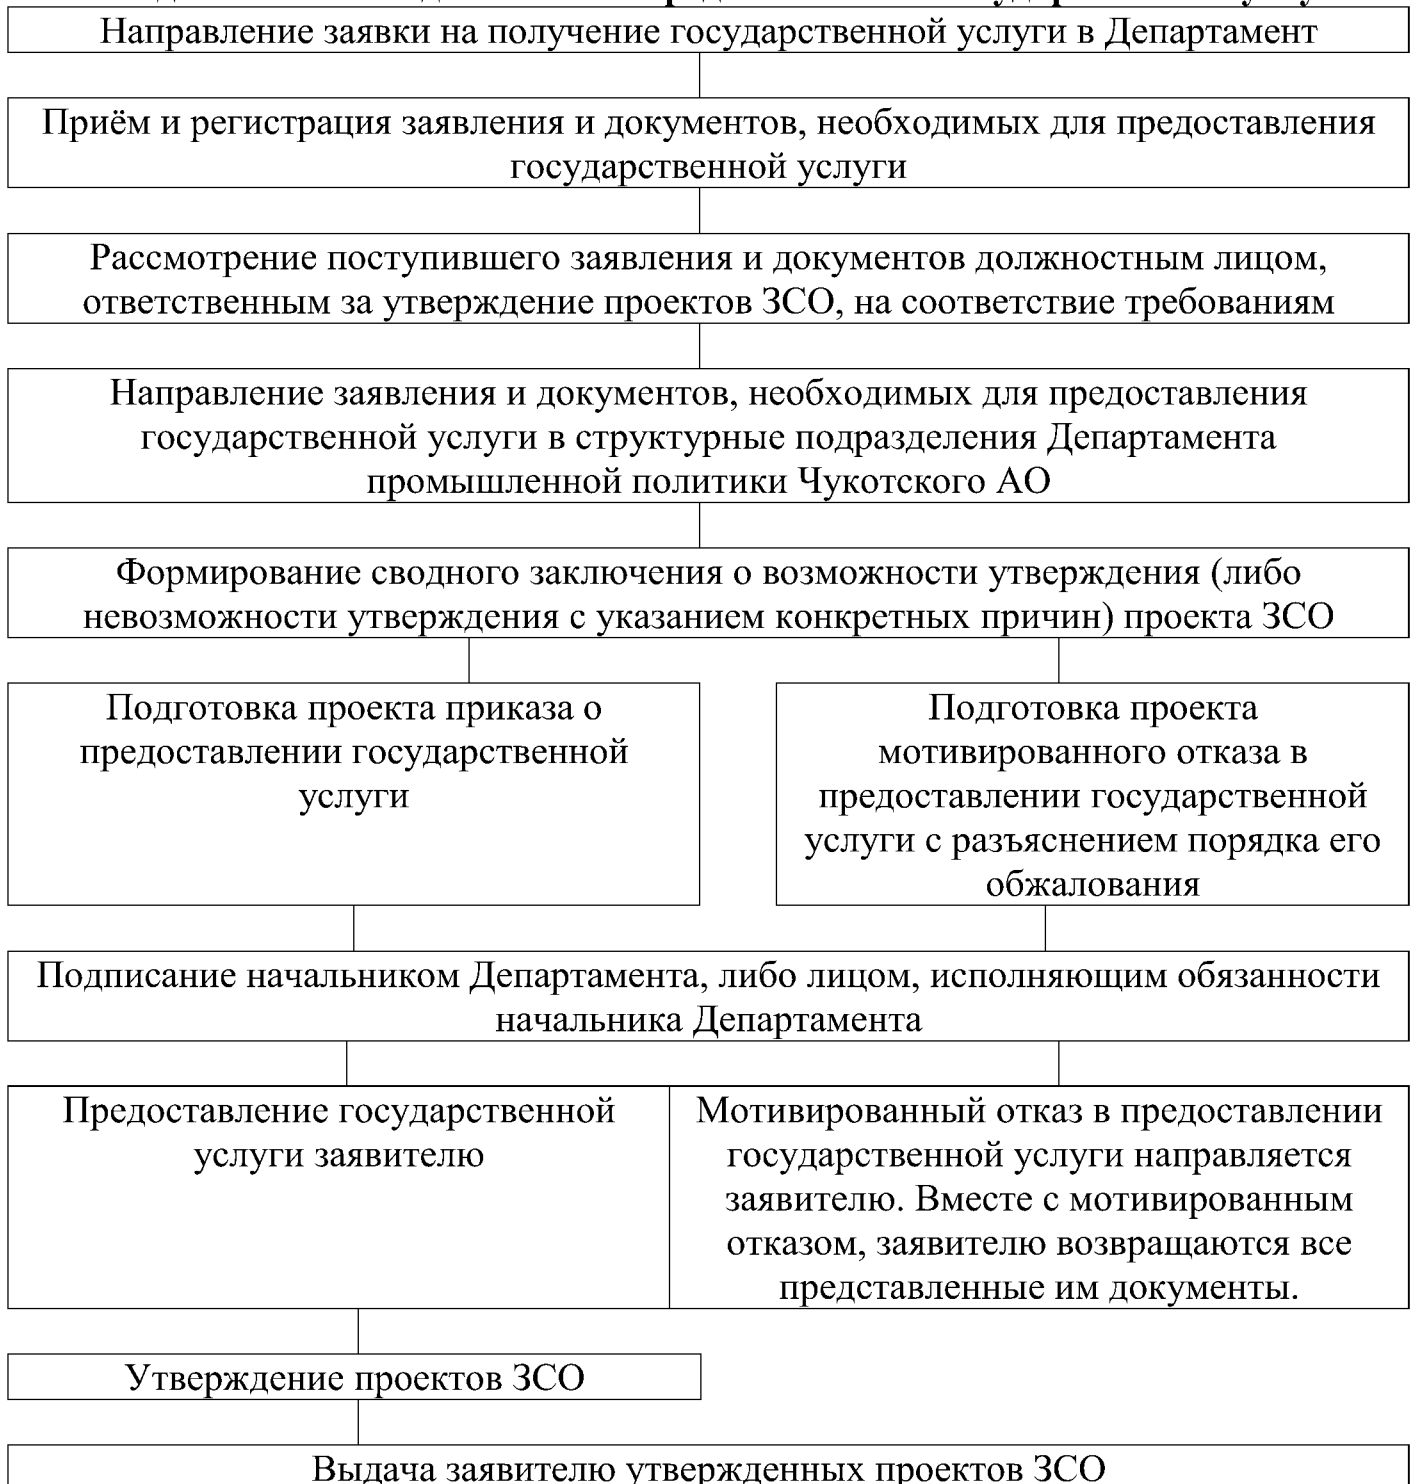 Направление заявки на получение государственной услуги в Департамент
Приём и регистрация заявления и документов, необходимых для предоставления
государственной услуги
Рассмотрение поступившего заявления и документов должностным лицом,
ответственным за утверждение проектов ЗСО, на соответствие требованиям
Направление заявления и документов, необходимых для предоставления
государственной услуги в структурные подразделения Департамента
промышленной политики Чукотского АО
Формирование сводного заключения о возможности утверждения (либо
невозможности утверждения с указанием конкретных причин) проекта ЗСО
Подготовка проекта приказа о
предоставлении государственной
услуги
Подготовка проекта
мотивированного отказа в
предоставлении государственной
услуги с разъяснением порядка его
обжалования
Подписание начальником Департамента, либо лицом, исполняющим обязанности
начальника Департамента
Предоставление государственной
услуги заявителю
Мотивированный отказ в предоставлении
государственной услуги направляется
заявителю. Вместе с мотивированным
отказом, заявителю возвращаются все
представленные им документы.
Утверждение проектов ЗСО
Выдача заявителю утвержденных проектов ЗСО